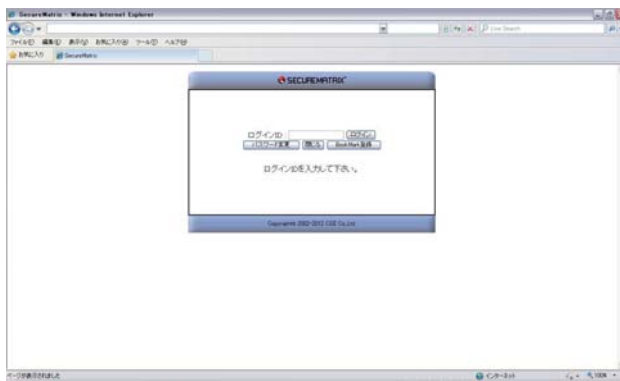 SecureMatrix - Windows Internet Explorer
Live Search
ファイル(F) 編集(E) 表示(V) お気に入り(A) ツール(T) ヘルプ(H)
お気に入り SecureMatrix
SECUREMATRIX
ログインID ログイン
パスワード変更 閉じる BookMark登録
ログインIDを入力して下さい。
Copyright© 2002-2012 CSE Co.,Ltd.
ページが表示されました
インターネット 100%